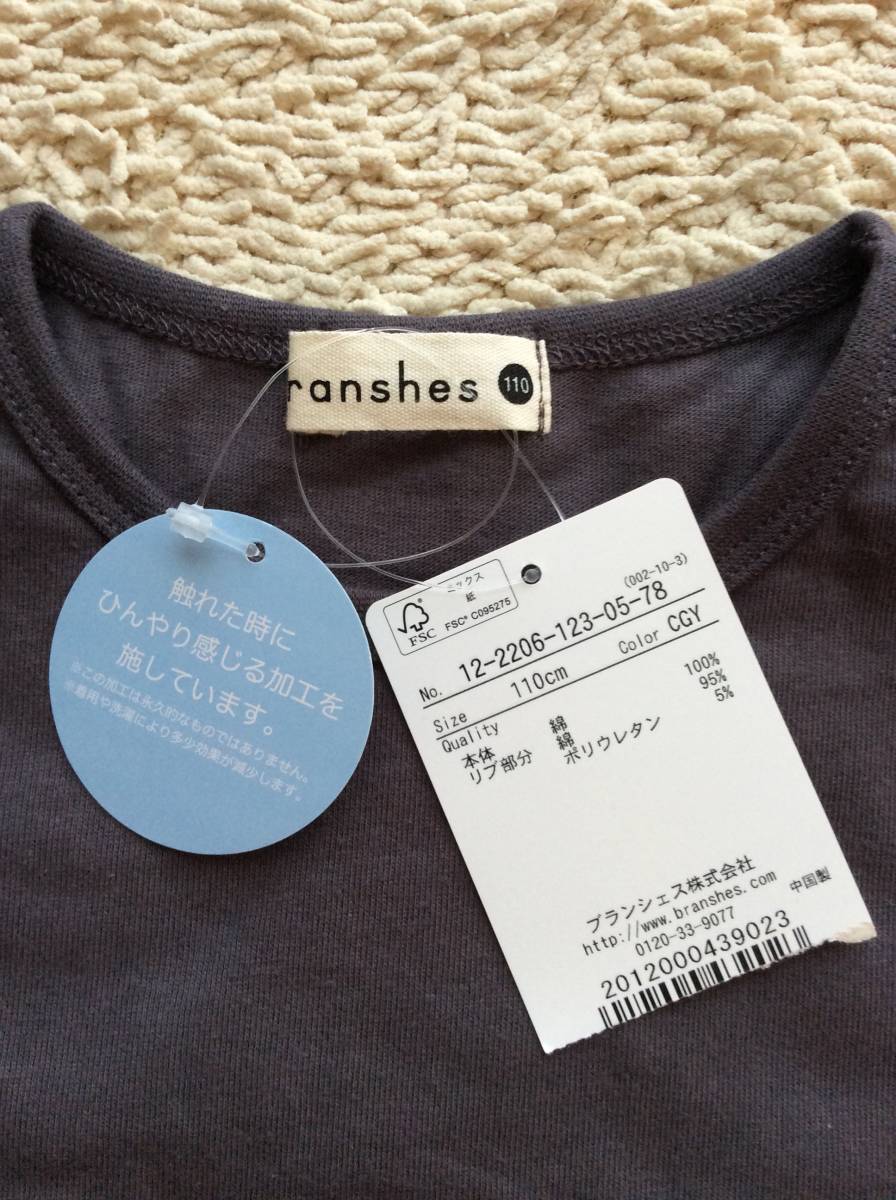 ranshes 110
触れた時に
ひんやり感じる加工を
施しています。
※この加工は永久的なものではありません。
※着用や洗濯により多少効果が減少します。
ミックス
紙
FSC
FSC® C095275
(002-10-3)
No. 12-2206-123-05-78
Size 110cm Color CGY
Quality
本体 綿 100%
リブ部分 綿 95%
ポリウレタン 5%
ブランシェス株式会社
http://www.branshes.com
0120-33-9077 中国製
2012000439023